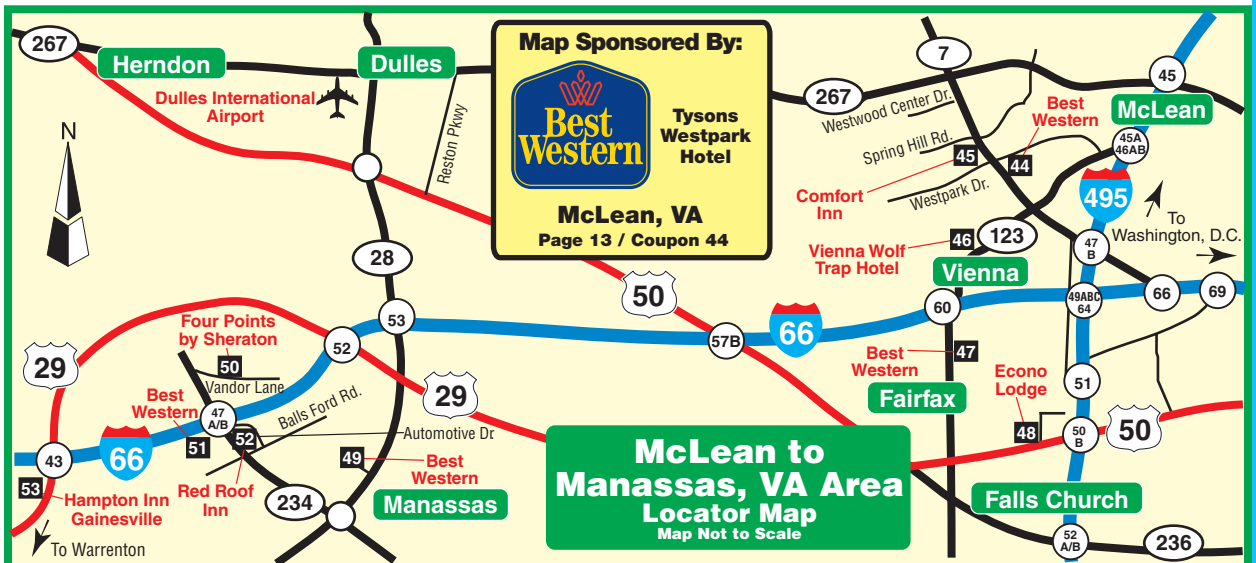 267
Herndon
Dulles
Dulles International
Airport
Reston Pkwy
N
Map Sponsored By:
Best
Western
Tysons
Westpark
Hotel
McLean, VA
Page 13 / Coupon 44
7
267
45
McLean
Westwood Center Dr.
Best
Western
Spring Hill Rd.
45
44
45A
46AB
Comfort
Inn
Westpark Dr.
495
To
Washington, D.C.
Vienna Wolf
Trap Hotel
46
123
47
B
Vienna
28
50
60
49ABC
64
66
69
53
52
57B
66
Four Points
by Sheraton
50
Vandor Lane
29
29
Best
Western
47
Fairfax
Econo
Lodge
51
48
50
B
50
Best
Western
51
47
A/B
Balls Ford Rd.
52
Automotive Dr
43
66
53
Hampton Inn
Gainesville
Red Roof
Inn
234
49
Best
Western
Manassas
To Warrenton
McLean to
Manassas, VA Area
Locator Map
Map Not to Scale
Falls Church
52
A/B
236